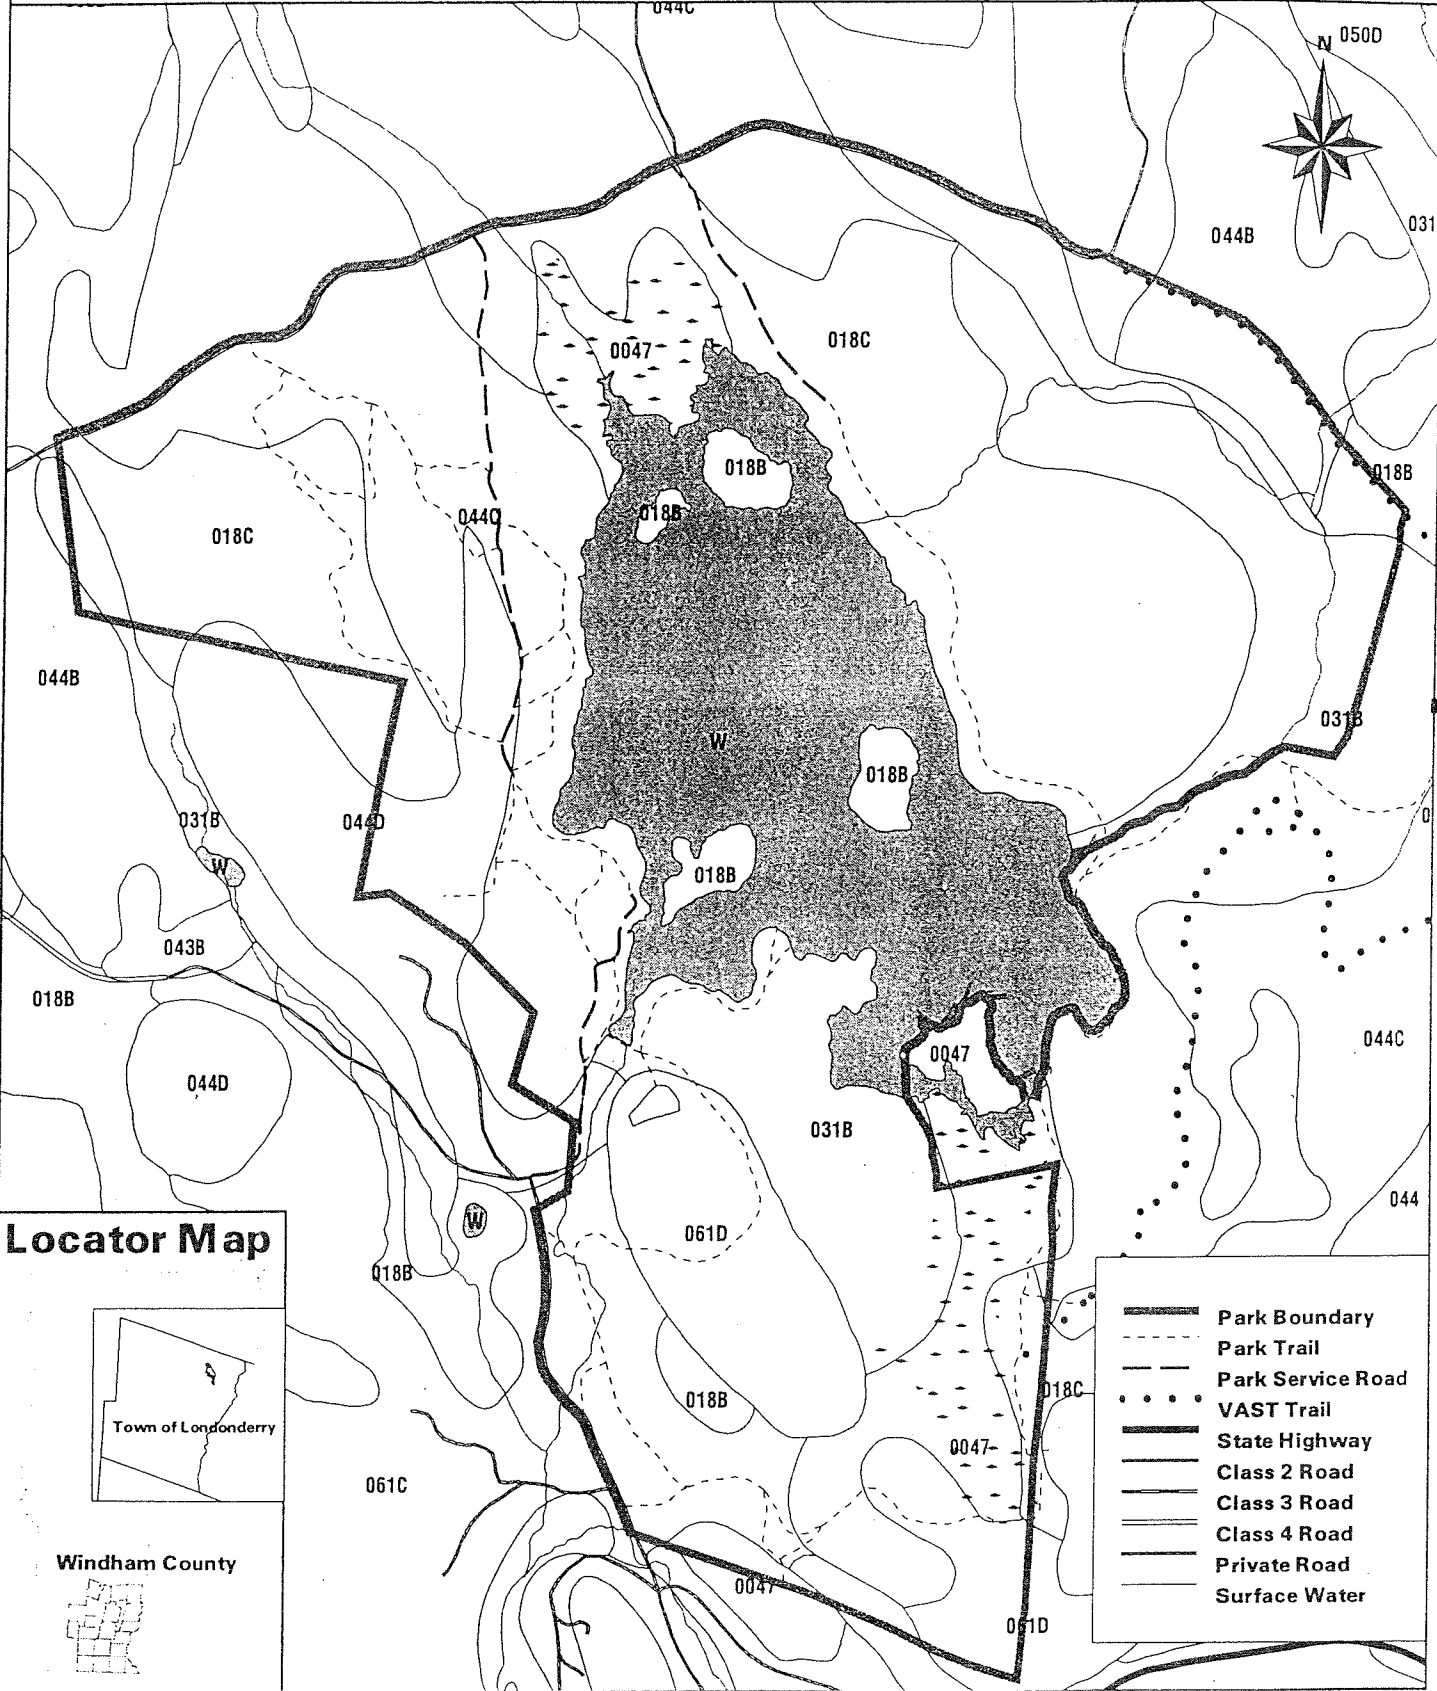 044C
N
050D
031
044B
018C
0047
018B
018B
018B
044C
018C
044B
031B
W
018B
031B
044D
W
018B
043B
018B
044C
0047
044D
031B
044
W
061D
018B
018B
018C
0047
061C
0047
061D
Locator Map
Town of Londonderry
Windham County
Park Boundary
Park Trail
Park Service Road
VAST Trail
State Highway
Class 2 Road
Class 3 Road
Class 4 Road
Private Road
Surface Water